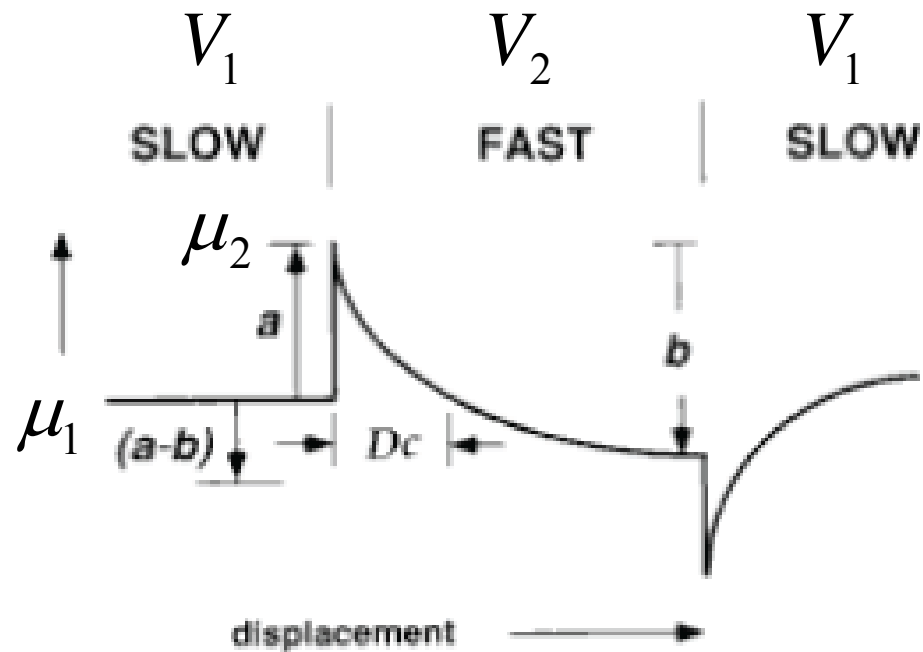 V₁ V₂ V₁
SLOW FAST SLOW
μ₂
a
b
μ₁
(a-b)
Dc
displacement